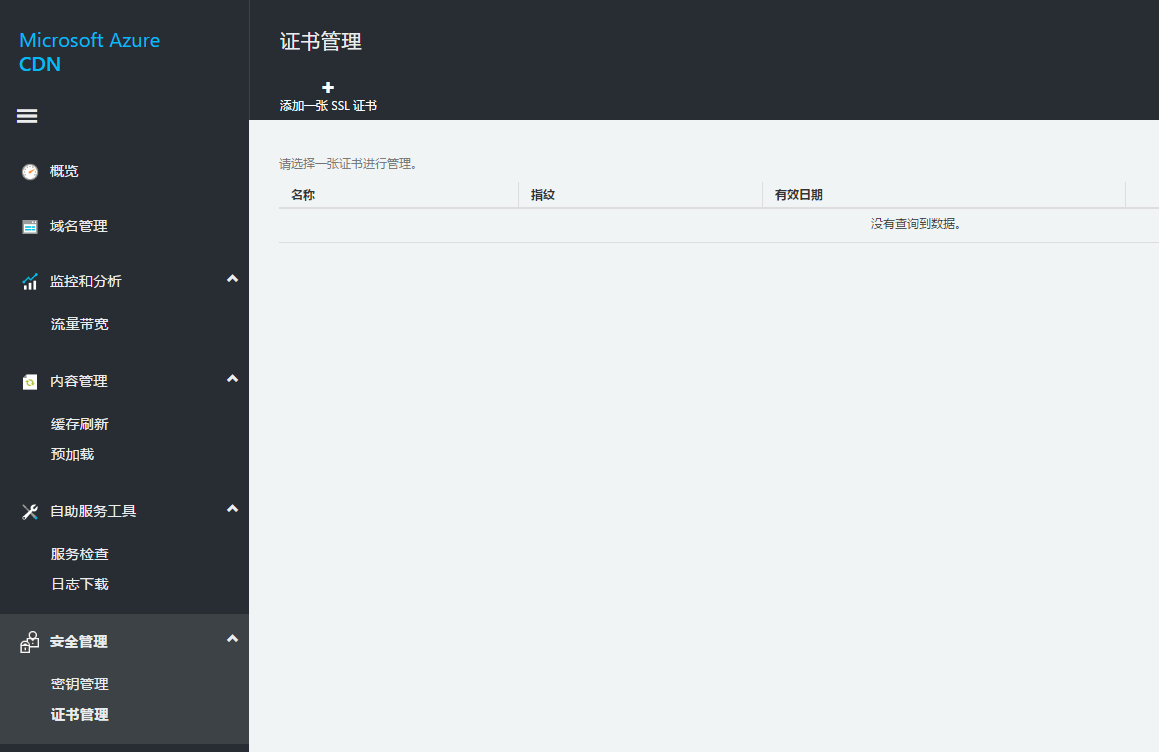 Microsoft Azure
CDN
概览
域名管理
监控和分析
流量带宽
内容管理
缓存刷新
预加载
自助服务工具
服务检查
日志下载
安全管理
密钥管理
证书管理
证书管理
添加一张 SSL 证书
请选择一张证书进行管理。
名称 指纹 有效日期
没有查询到数据。